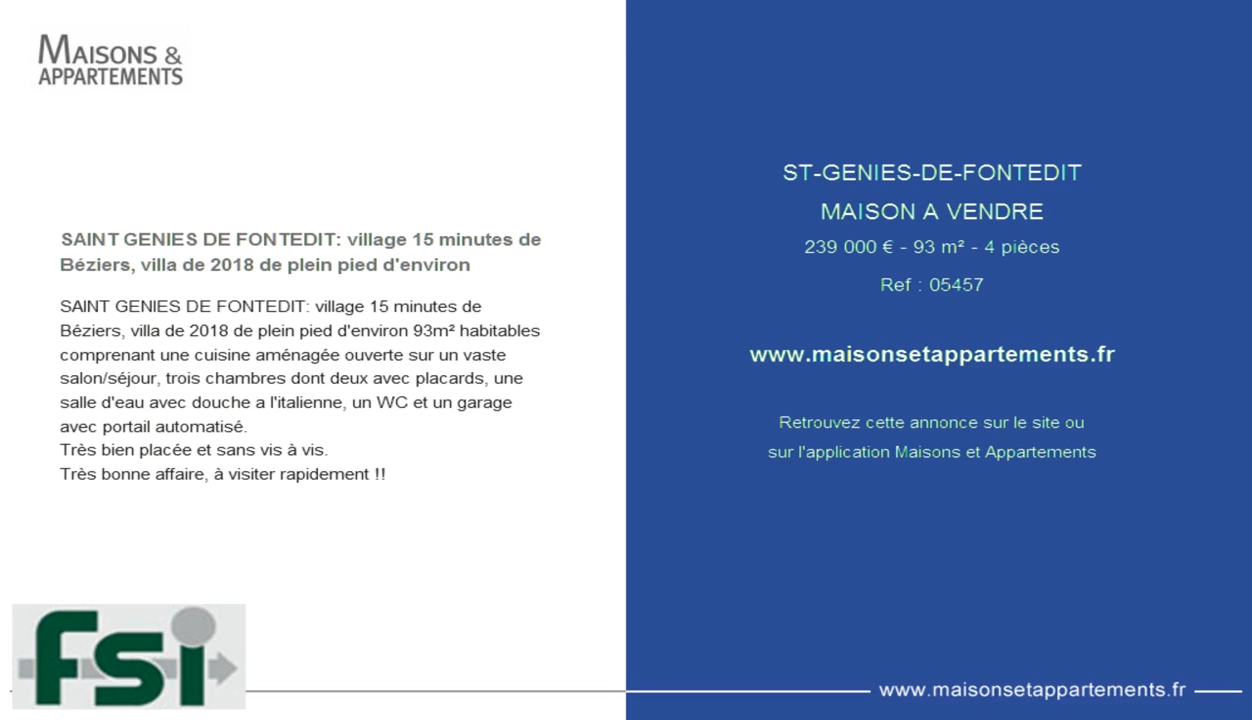 MAISONS &
APPARTEMENTS
SAINT GENIES DE FONTEDIT: village 15 minutes de
Béziers, villa de 2018 de plein pied d'environ
SAINT GENIES DE FONTEDIT: village 15 minutes de
Béziers, villa de 2018 de plein pied d'environ 93m² habitables
comprenant une cuisine aménagée ouverte sur un vaste
salon/séjour, trois chambres dont deux avec placards, une
salle d'eau avec douche a l'italienne, un WC et un garage
avec portail automatisé.
Très bien placée et sans vis à vis.
Très bonne affaire, à visiter rapidement !!
fsi
ST-GENIES-DE-FONTEDIT
MAISON A VENDRE
239 000 € - 93 m² - 4 pièces
Ref : 05457
www.maisonsetappartements.fr
Retrouvez cette annonce sur le site ou
sur l'application Maisons et Appartements
www.maisonsetappartements.fr